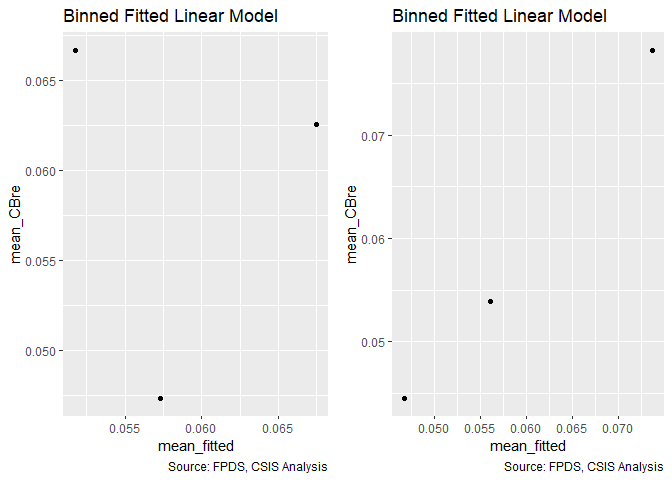 Binned Fitted Linear Model
mean_CBre
0.065
0.060
0.055
0.050
0.055 0.060 0.065
mean_fitted
Source: FPDS, CSIS Analysis
Binned Fitted Linear Model
mean_CBre
0.07
0.06
0.05
0.050 0.055 0.060 0.065 0.070
mean_fitted
Source: FPDS, CSIS Analysis